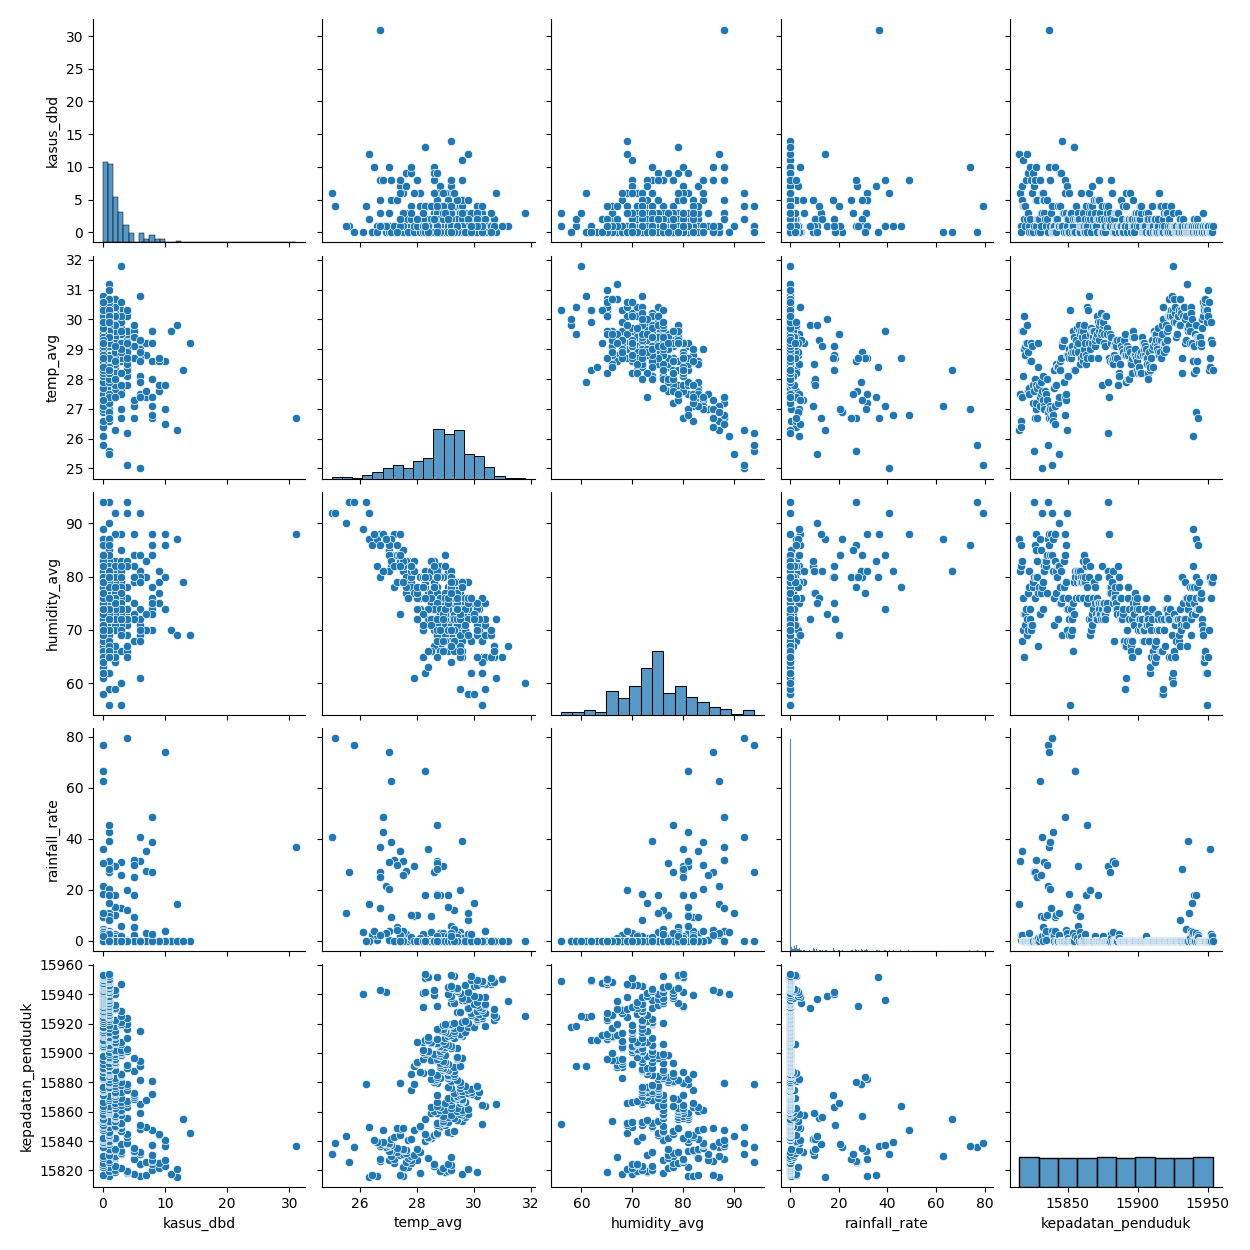 30
25
20
15
10
5
0
kasus_dbd
32
31
30
29
28
27
26
25
temp_avg
90
80
70
60
humidity_avg
80
60
40
20
0
rainfall_rate
15960
15940
15920
15900
15880
15860
15840
15820
kepadatan_penduduk
0 10 20 30
26 28 30 32
60 70 80 90
0 20 40 60 80
15850 15900 15950
kasus_dbd temp_avg humidity_avg rainfall_rate kepadatan_penduduk